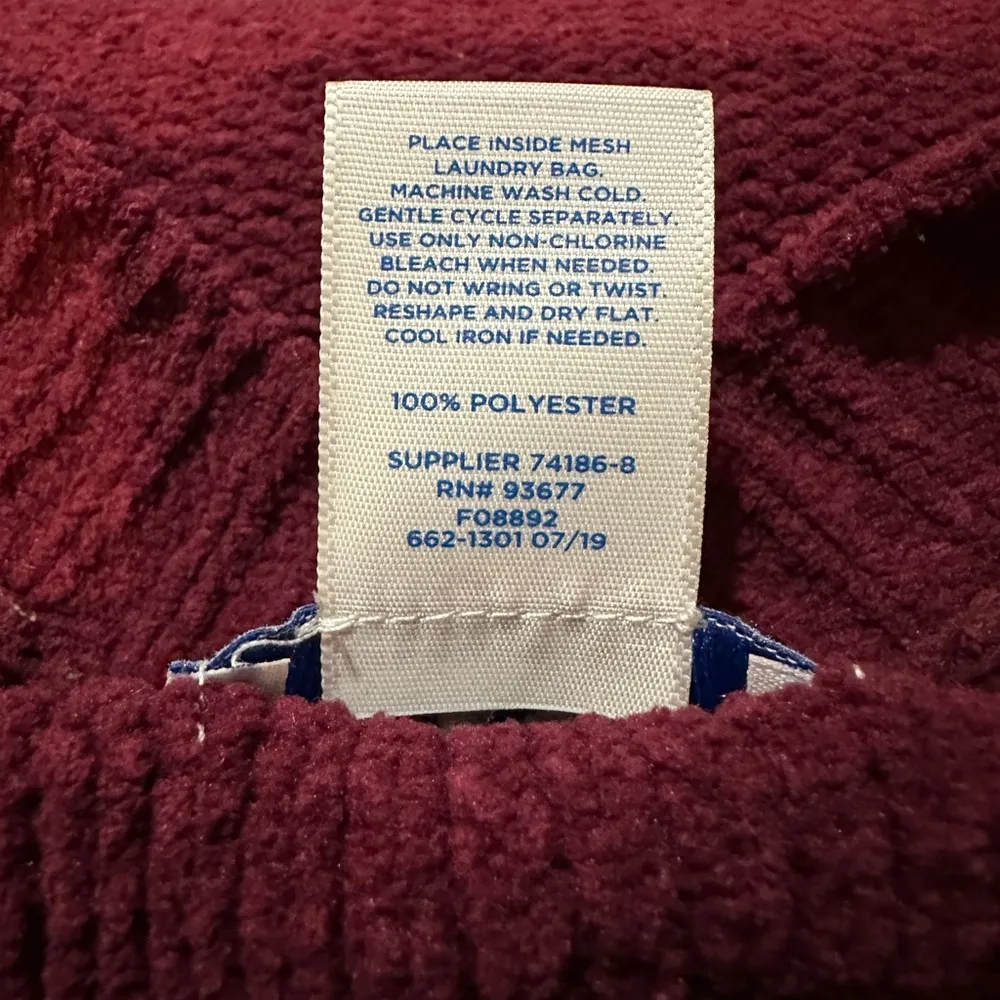 PLACE INSIDE MESH
LAUNDRY BAG.
MACHINE WASH COLD.
GENTLE CYCLE SEPARATELY.
USE ONLY NON-CHLORINE
BLEACH WHEN NEEDED.
DO NOT WRING OR TWIST.
RESHAPE AND DRY FLAT.
COOL IRON IF NEEDED.
100% POLYESTER
SUPPLIER 74186-8
RN# 93677
F08892
662-1301 07/19